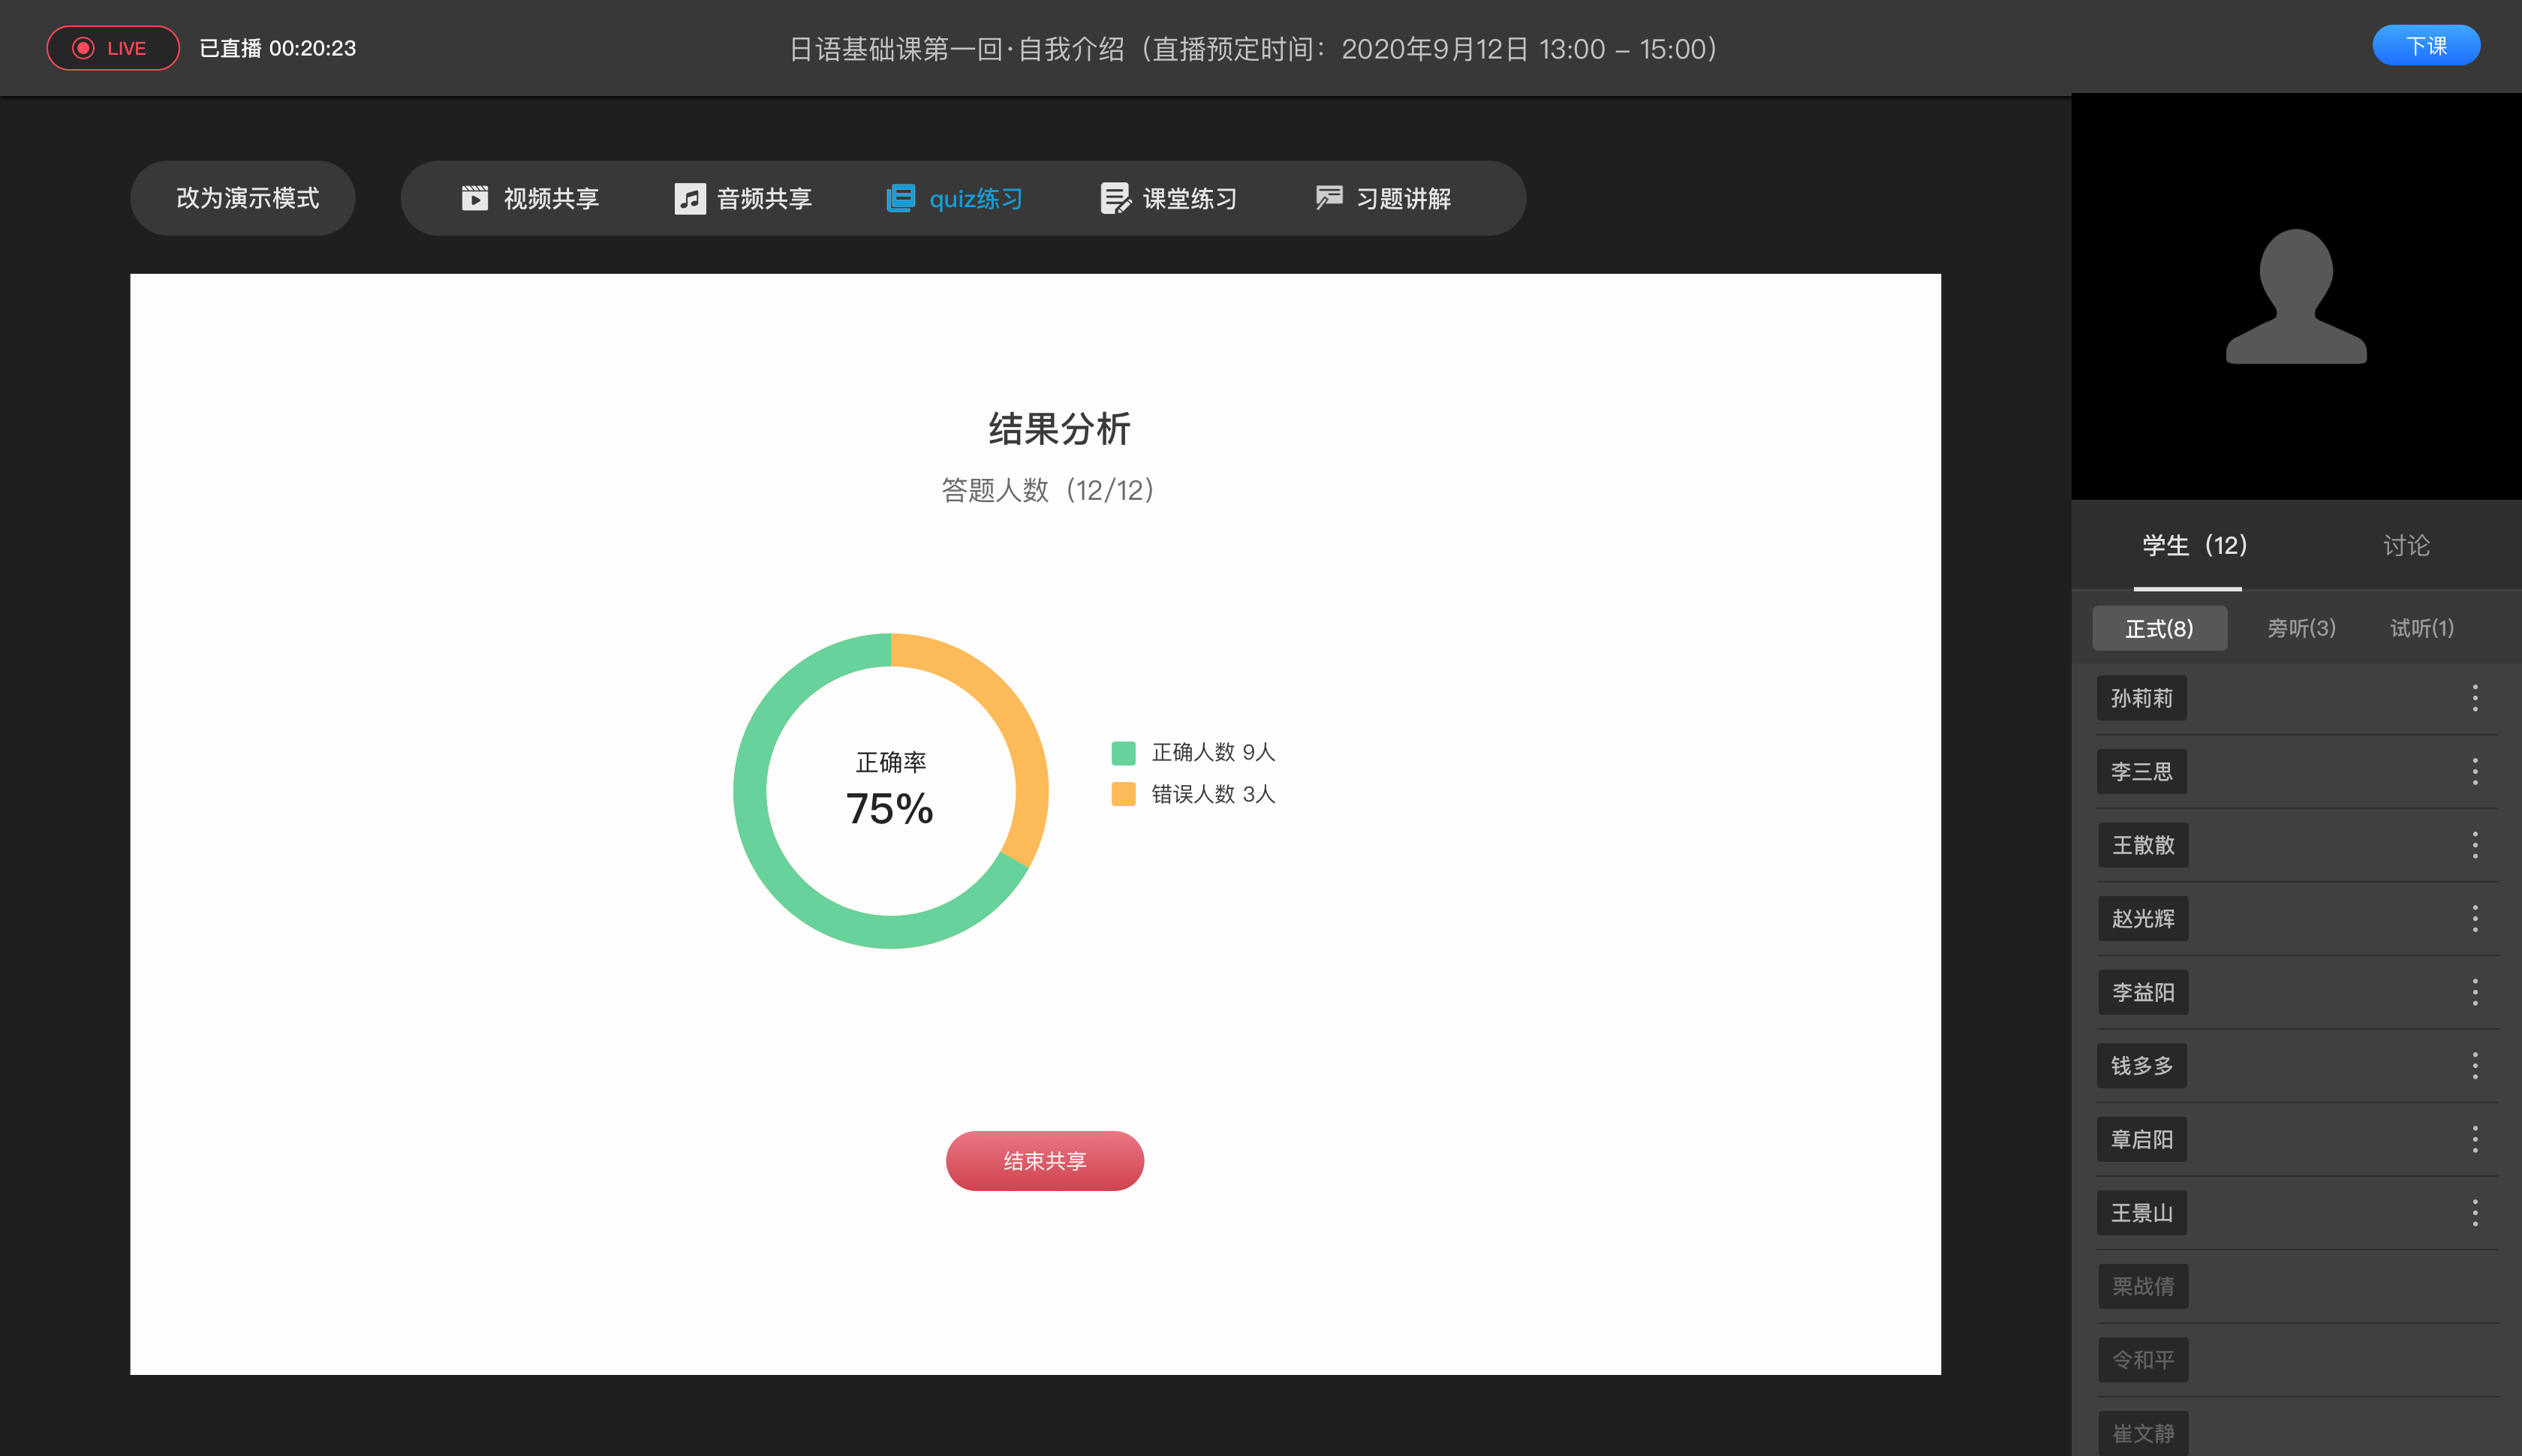 LIVE 已直播 00:20:23
日语基础课第一回·自我介绍（直播预定时间：2020年9月12日 13:00 – 15:00）
下课
改为演示模式
视频共享 音频共享 quiz练习 课堂练习 习题讲解
结果分析
答题人数（12/12）
正确率
75%
正确人数 9人
错误人数 3人
结束共享
学生（12） 讨论
正式(8) 旁听(3) 试听(1)
孙莉莉
李三思
王散散
赵光辉
李益阳
钱多多
章启阳
王景山
栗战倩
令和平
崔文静